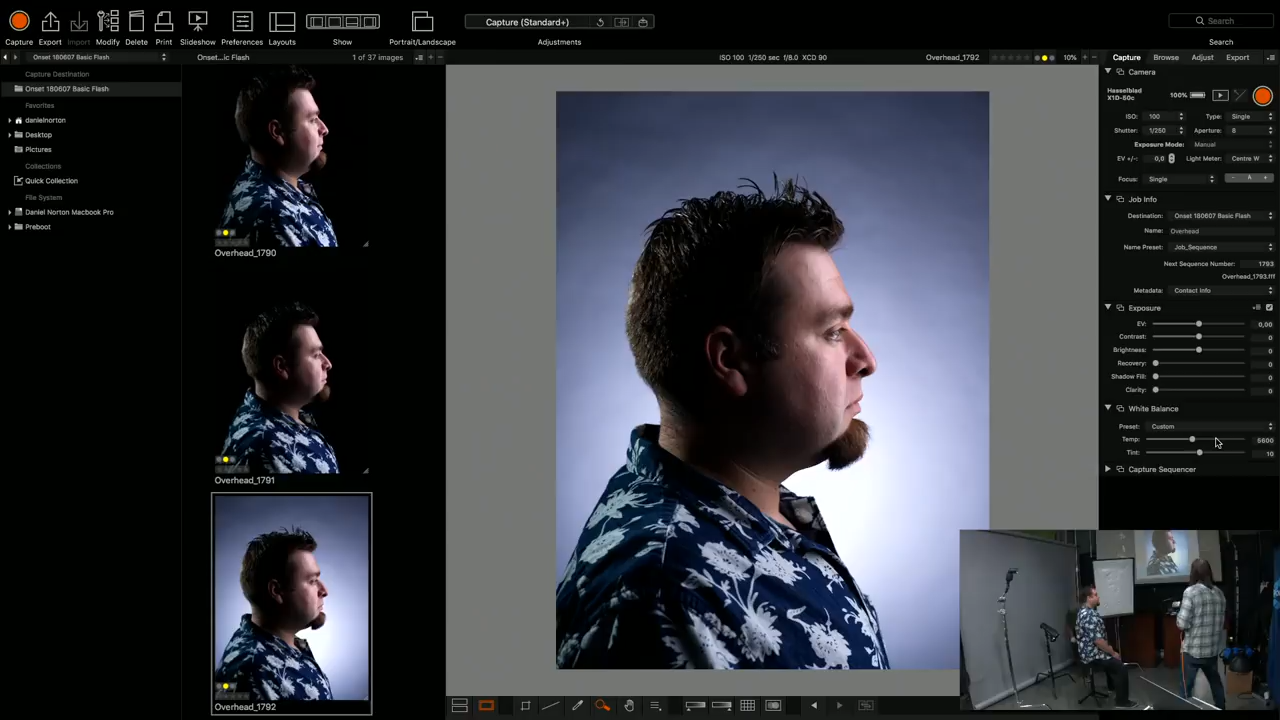 Capture Export Import Modify Delete Print Slideshow Preferences Layouts Show Portrait/Landscape
Capture (Standard+)
Adjustments
Search
Search
Onset 180607 Basic Flash
Onset...ic Flash
1 of 37 images
ISO 100 1/250 sec f/8.0 XCD 90
Overhead_1792
10%
Capture Browse Adjust Export
Capture Destination
Onset 180607 Basic Flash
Favorites
danielnorton
Desktop
Pictures
Collections
Quick Collection
File System
Daniel Norton Macbook Pro
Preboot
Overhead_1790
Overhead_1791
Overhead_1792
Camera
Hasselblad
X1D-50c
100%
ISO: 100 Type: Single
Shutter: 1/250 Aperture: 8
Exposure Mode: Manual
EV +/-: 0,0 Light Meter: Centre W
Focus: Single - A +
Job Info
Destination: Onset 180607 Basic Flash
Name: Overhead
Name Preset: Job_Sequence
Next Sequence Number: 1793
Overhead_1793.fff
Metadata: Contact Info
Exposure
EV: 0,00
Contrast: 0
Brightness: 0
Recovery: 0
Shadow Fill: 0
Clarity: 0
White Balance
Preset: Custom
Temp: 5600
Tint: 10
Capture Sequencer